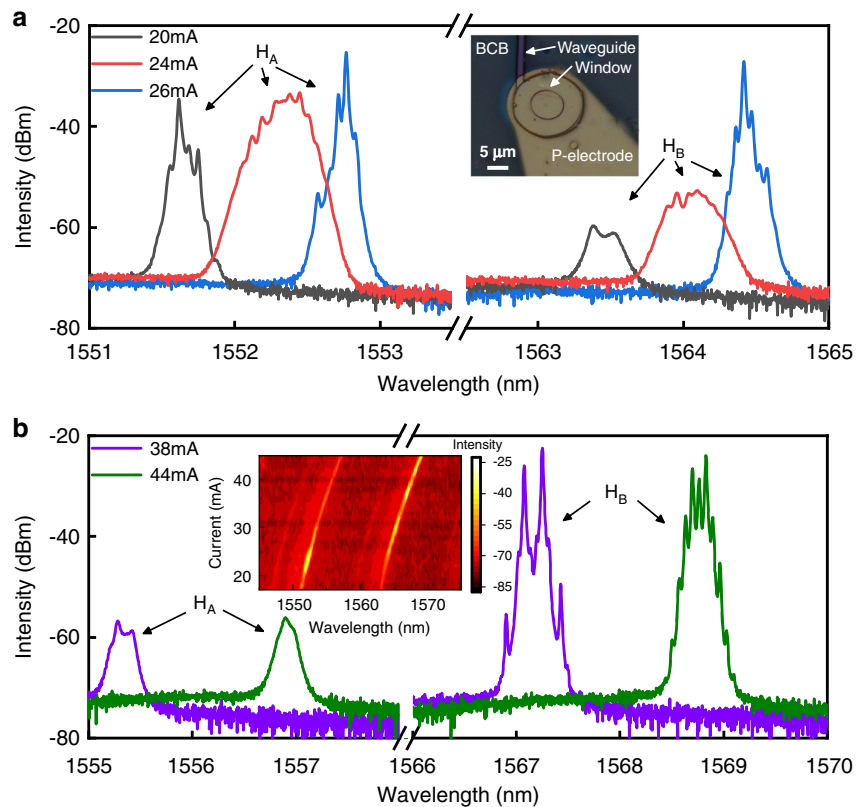 a
20mA
24mA
26mA
H_A
-20
-40
-60
-80
Intensity (dBm)
BCB
Waveguide
Window
P-electrode
5 μm
H_B
1551
1552
1553
1563
1564
1565
Wavelength (nm)
b
38mA
44mA
H_A
-20
-40
-60
-80
Intensity (dBm)
Intensity
-25
-40
-55
-70
-85
40
30
20
Current (mA)
1550
1560
1570
Wavelength (nm)
H_B
1555
1556
1557
1566
1567
1568
1569
1570
Wavelength (nm)